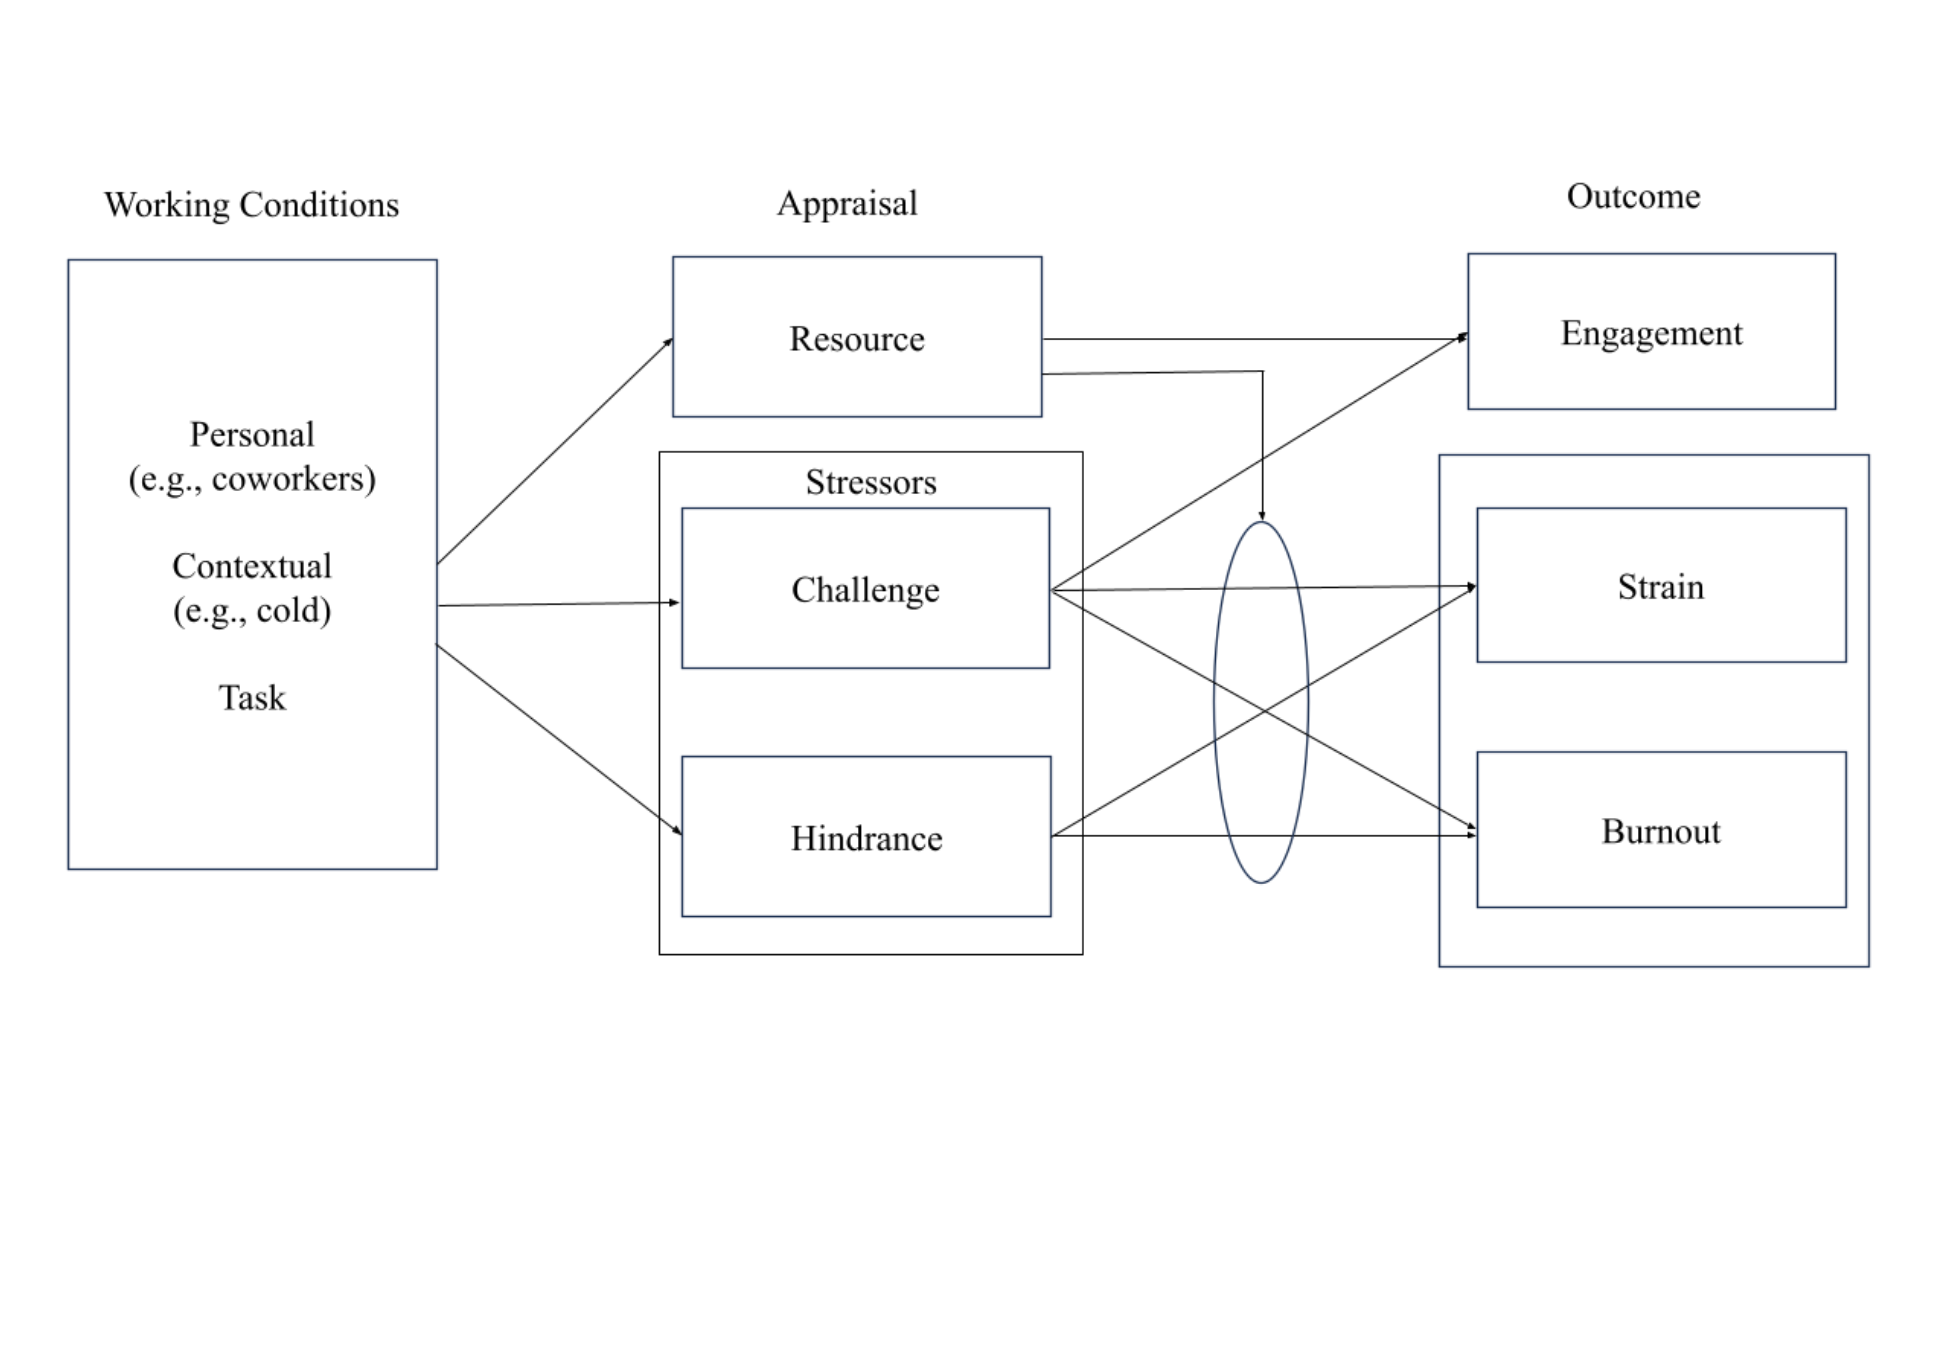 Working Conditions
Appraisal
Outcome
Personal
(e.g., coworkers)
Contextual
(e.g., cold)
Task
Resource
Stressors
Challenge
Hindrance
Engagement
Strain
Burnout